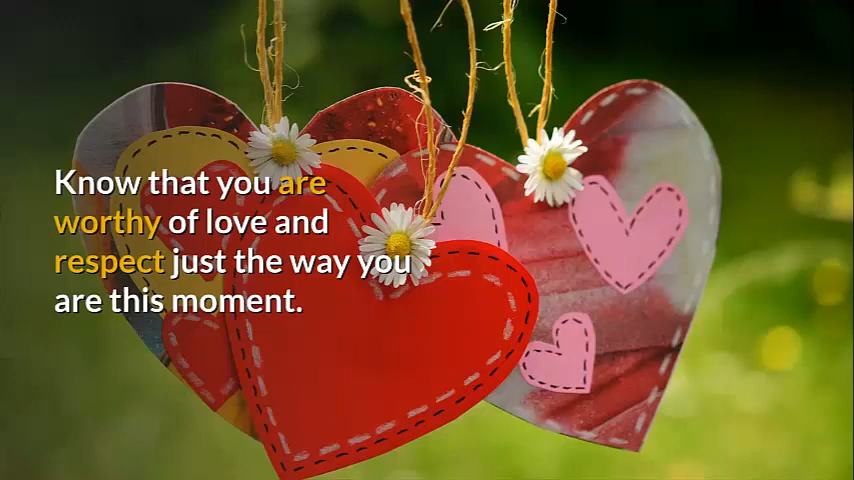 Know that you are
worthy of love and
respect just the way you
are this moment.